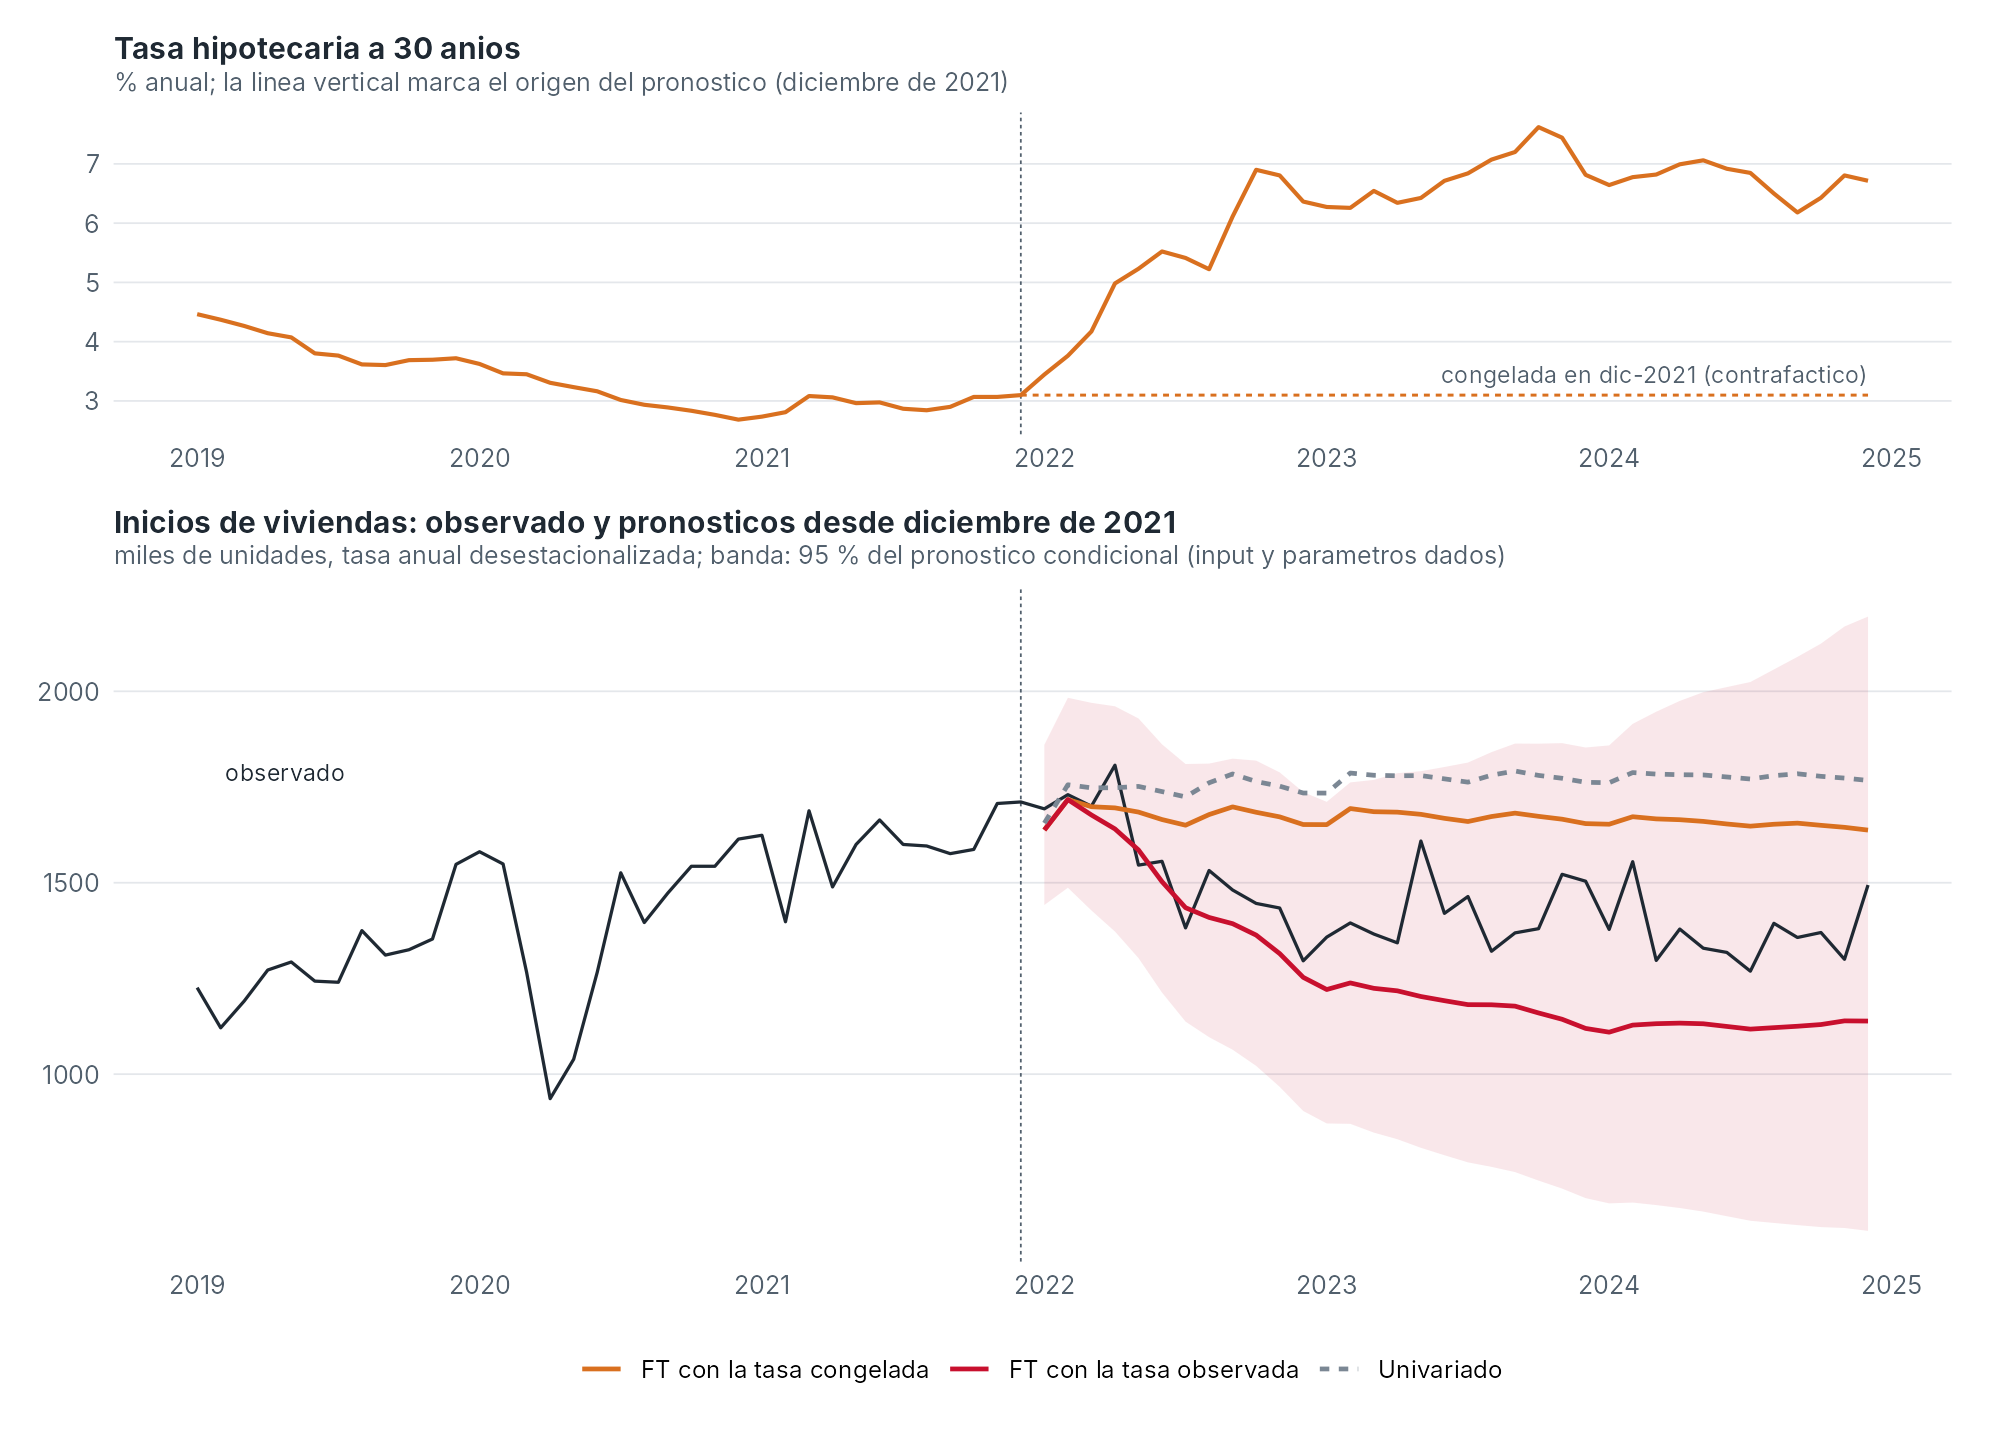 Tasa hipotecaria a 30 anios
% anual; la linea vertical marca el origen del pronostico (diciembre de 2021)
7
6
5
4
3
congelada en dic-2021 (contrafactico)
2019 2020 2021 2022 2023 2024 2025
Inicios de viviendas: observado y pronosticos desde diciembre de 2021
miles de unidades, tasa anual desestacionalizada; banda: 95 % del pronostico condicional (input y parametros dados)
2000
observado
1500
1000
2019 2020 2021 2022 2023 2024 2025
FT con la tasa congelada FT con la tasa observada Univariado